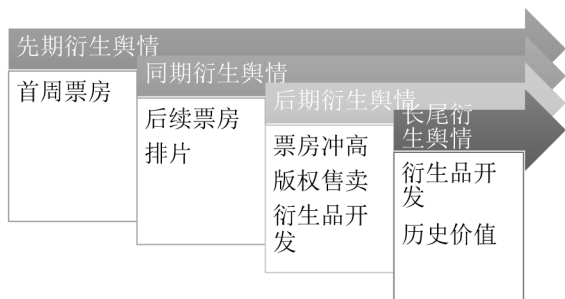 先期衍生舆情
首周票房
同期衍生舆情
后续票房
排片
后期衍生舆情
票房冲高
版权售卖
衍生品开
发
长尾衍
生舆情
衍生品开
发
历史价值